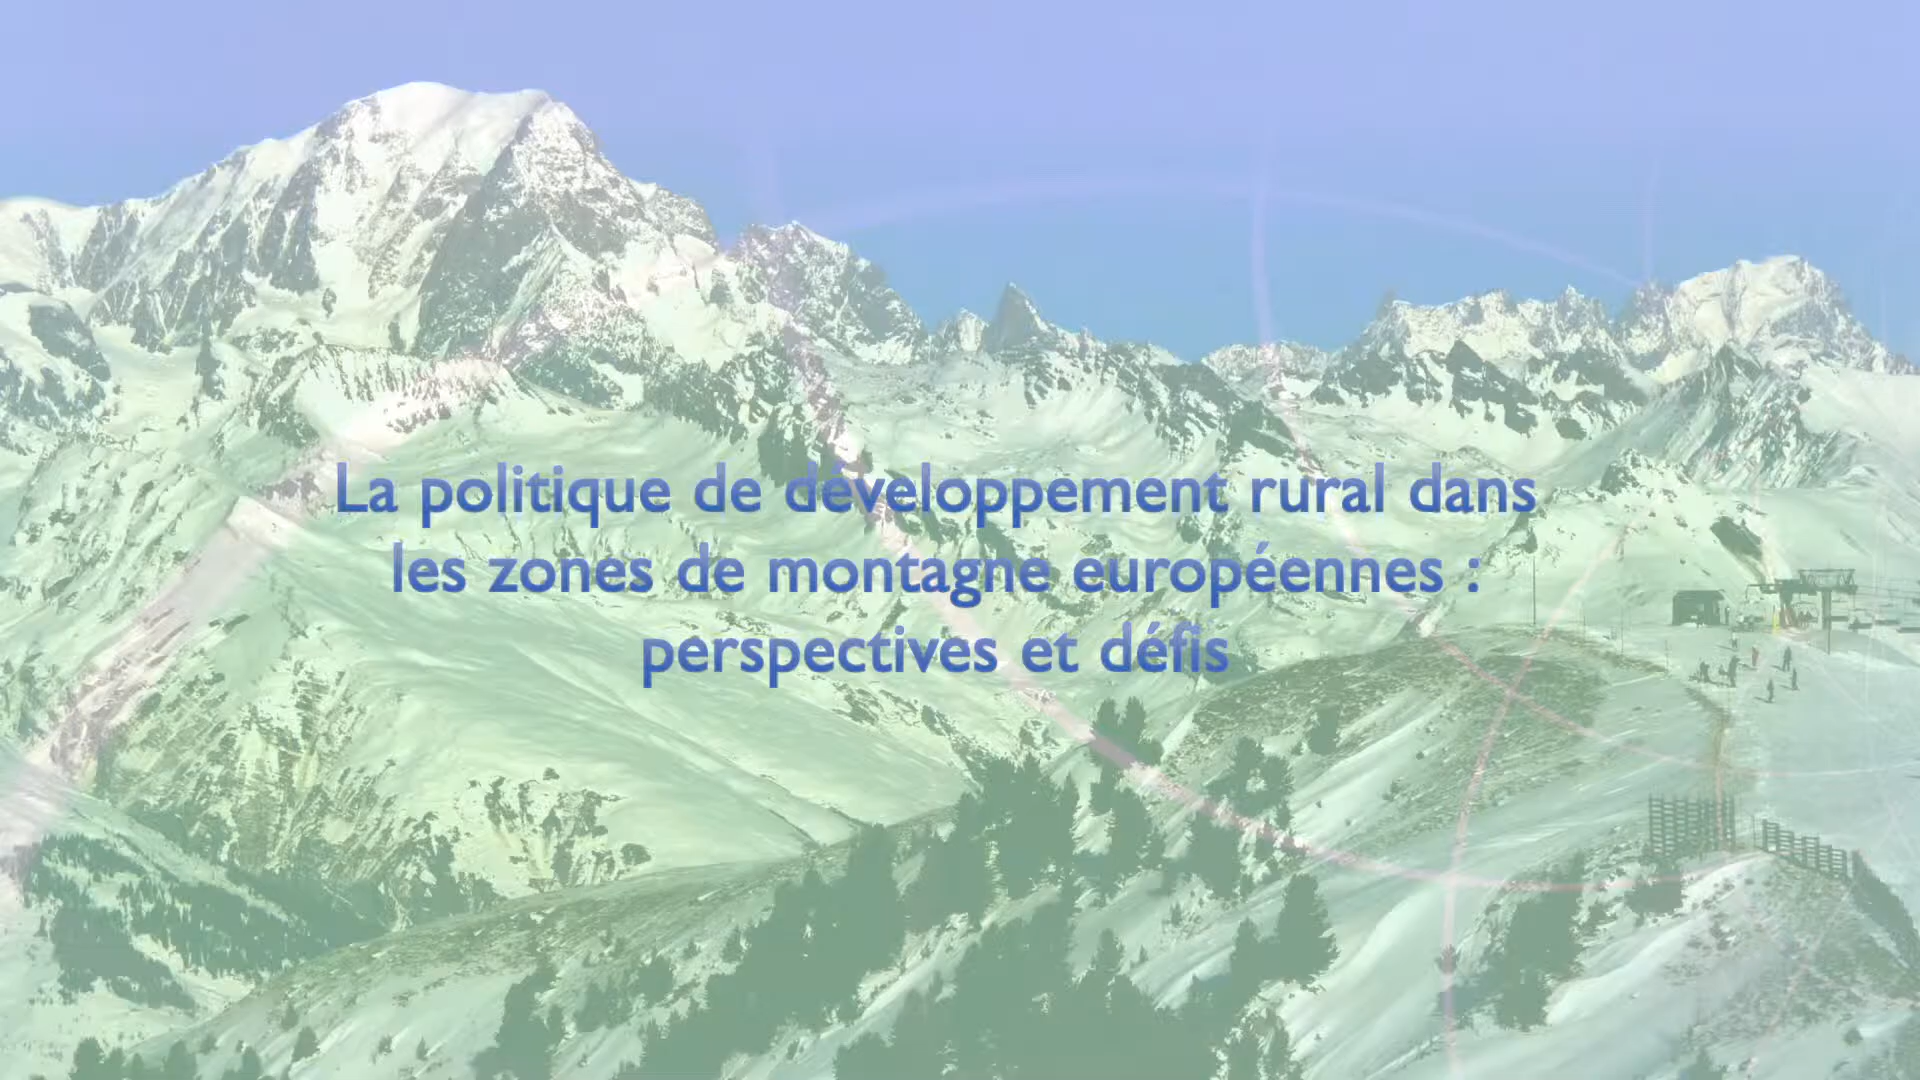 La politique de développement rural dans
les zones de montagne européennes :
perspectives et défis